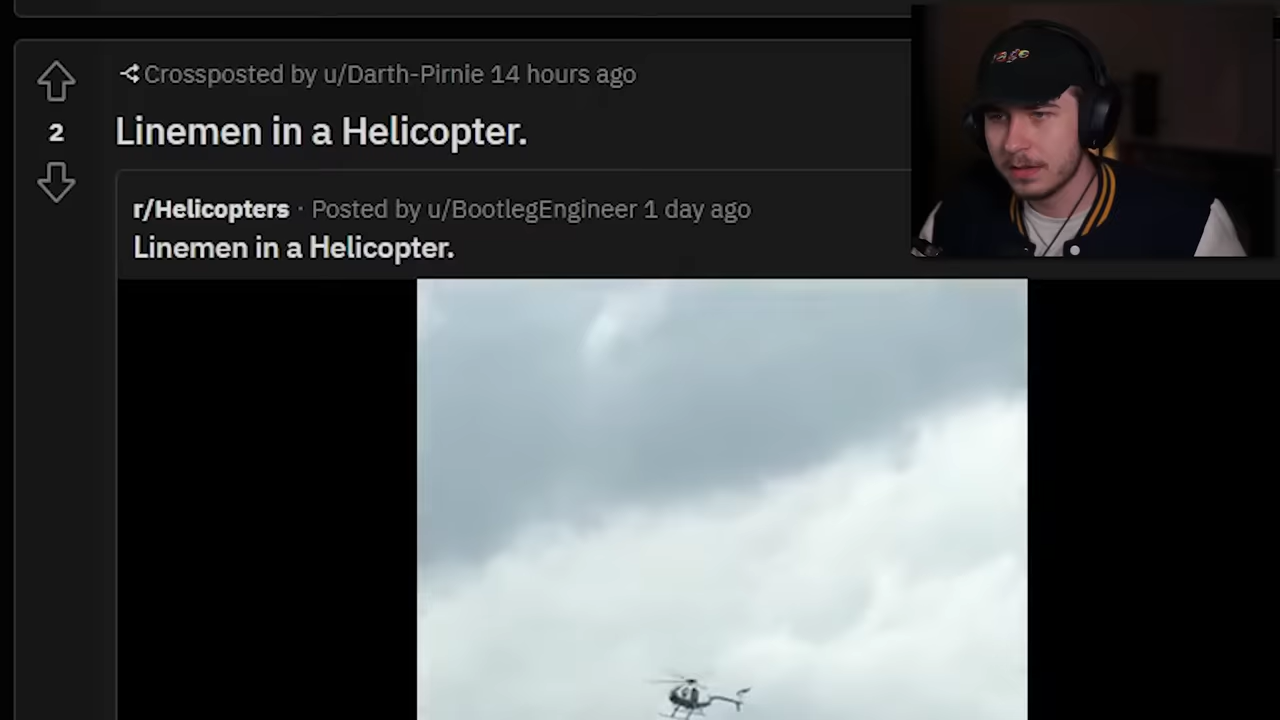 Crossposted by u/Darth-Pirnie 14 hours ago
2
Linemen in a Helicopter.
r/Helicopters · Posted by u/BootlegEngineer 1 day ago
Linemen in a Helicopter.
rage